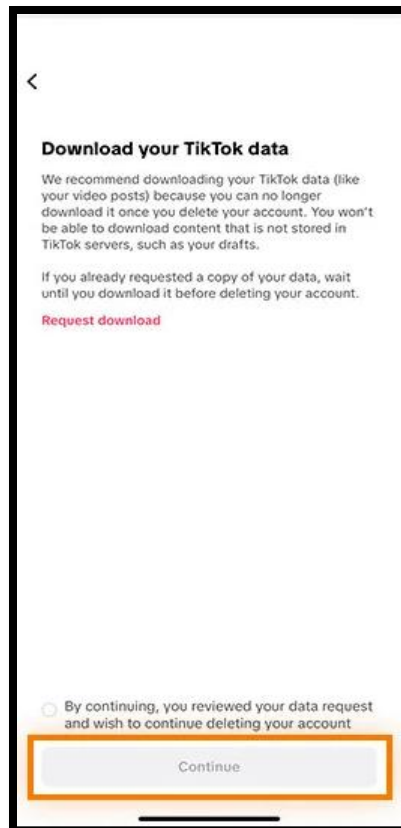 Download your TikTok data
We recommend downloading your TikTok data (like
your video posts) because you can no longer
download it once you delete your account. You won't
be able to download content that is not stored in
TikTok servers, such as your drafts.
If you already requested a copy of your data, wait
until you download it before deleting your account.
Request download
By continuing, you reviewed your data request
and wish to continue deleting your account
Continue